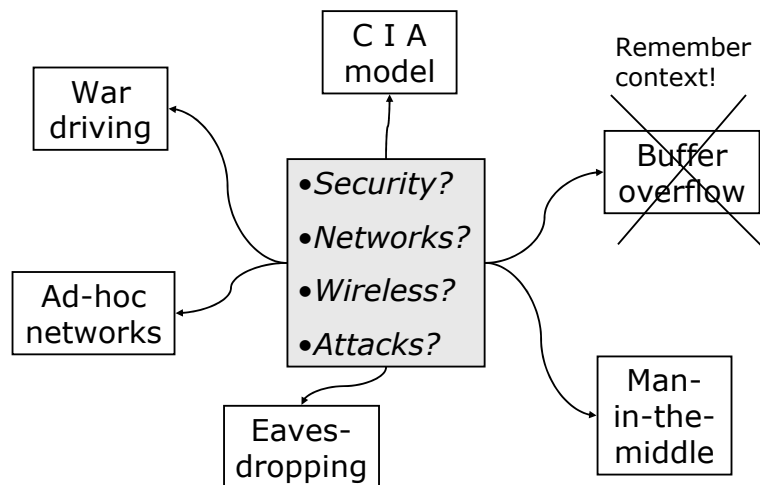 C I A
model
Remember
context!
War
driving
Buffer
overflow
•Security?
•Networks?
•Wireless?
•Attacks?
Ad-hoc
networks
Man-
in-the-
middle
Eaves-
dropping